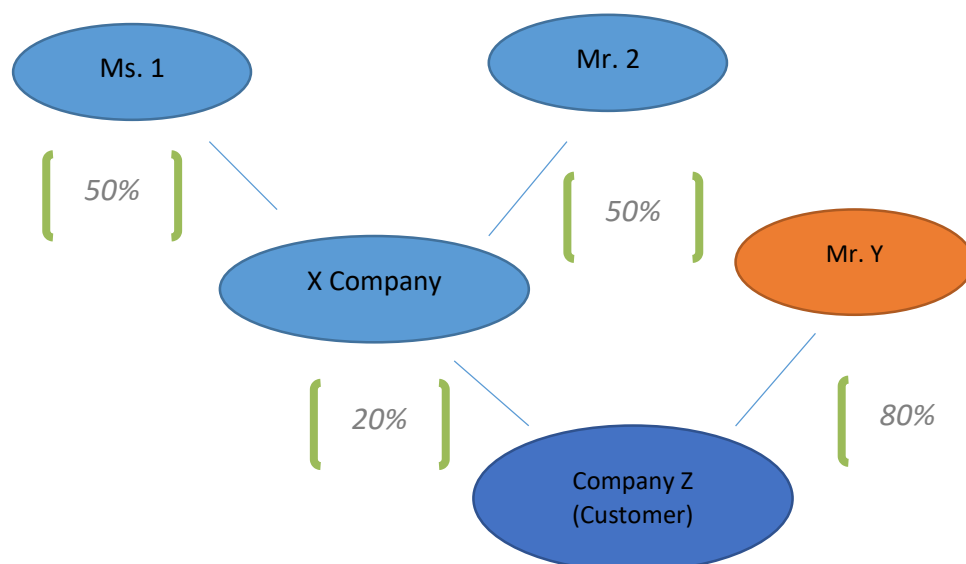 Ms. 1
Mr. 2
50%
50%
Mr. Y
X Company
20%
80%
Company Z
(Customer)